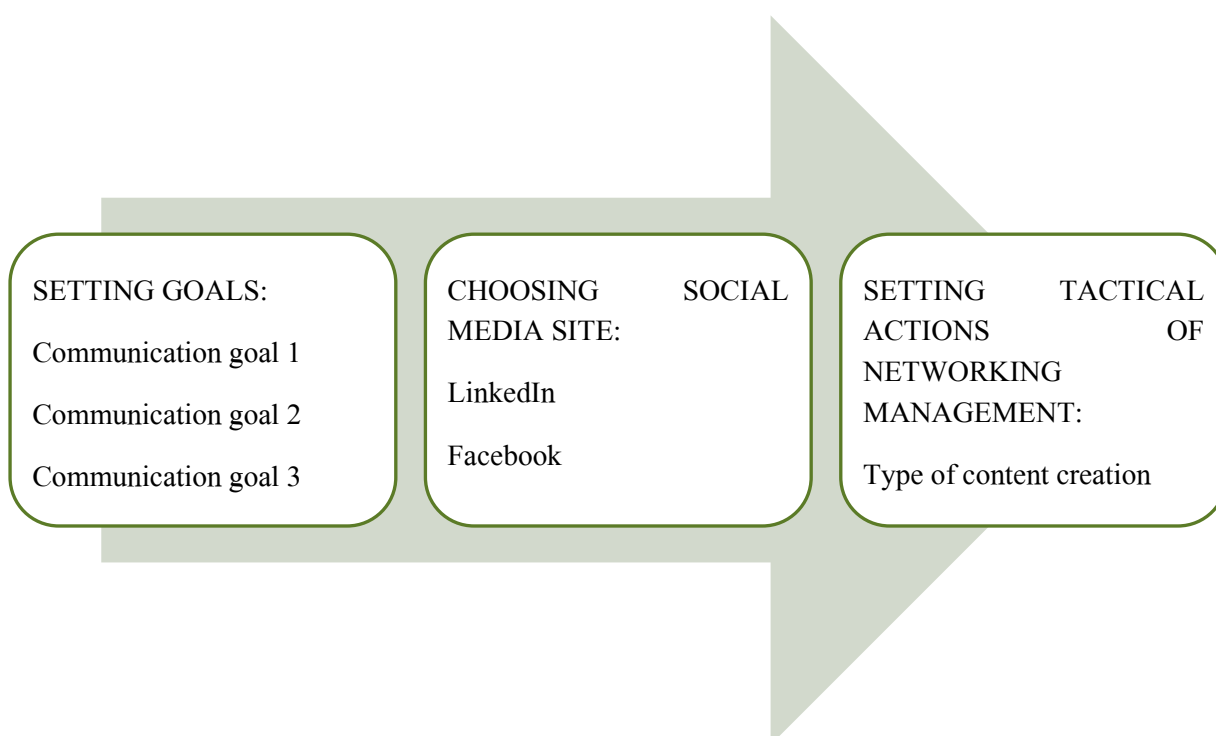 SETTING GOALS:
Communication goal 1
Communication goal 2
Communication goal 3
CHOOSING SOCIAL
MEDIA SITE:
LinkedIn
Facebook
SETTING TACTICAL
ACTIONS OF
NETWORKING
MANAGEMENT:
Type of content creation